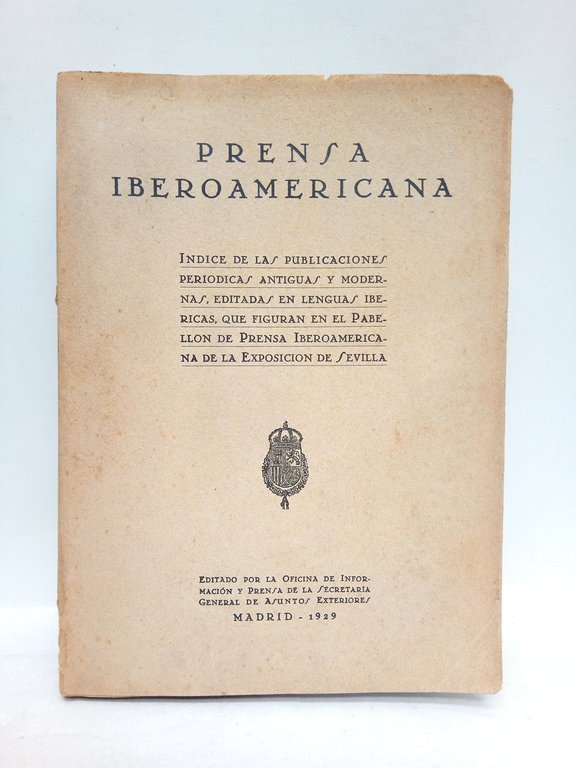 PRENSA
IBEROAMERICANA
INDICE DE LAS PUBLICACIONES
PERIODICAS ANTIGUAS Y MODER-
NAS, EDITADAS EN LENGUAS IBE-
RICAS, QUE FIGURAN EN EL PABE-
LLON DE PRENSA IBEROAMERICA-
NA DE LA EXPOSICION DE SEVILLA
EDITADO POR LA OFICINA DE INFOR-
MACIÓN Y PRENSA DE LA SECRETARIA
GENERAL DE ASUNTOS EXTERIORES
MADRID - 1929